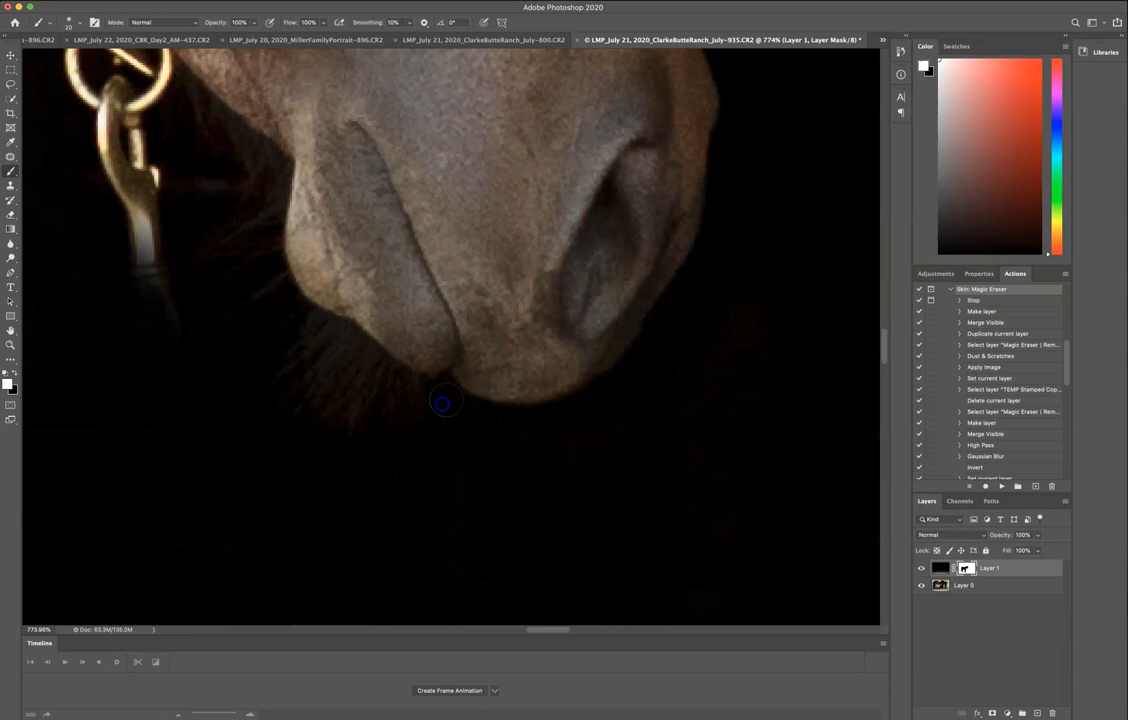 Adobe Photoshop 2020
20 Mode: Normal Opacity: 100% Flow: 100% Smoothing: 10% 0°
-896.CR2 × LMP_July 22, 2020_CBR_Day2_AM-437.CR2 × LMP_July 20, 2020_MillerFamilyPortrait-896.CR2 × LMP_July 21, 2020_ClarkeButteRanch_July-800.CR2 × © LMP_July 21, 2020_ClarkeButteRanch_July-935.CR2 @ 774% (Layer 1, Layer Mask/8) *
Color Swatches
Libraries
Adjustments Properties Actions
Skin: Magic Eraser
Stop
Make layer
Merge Visible
Duplicate current layer
Select layer "Magic Eraser | Rem...
Dust & Scratches
Apply Image
Set current layer
Select layer "TEMP Stamped Cop...
Delete current layer
Select layer "Magic Eraser | Rem...
Make layer
Merge Visible
High Pass
Gaussian Blur
Invert
Set current layer
Layers Channels Paths
Kind
Normal Opacity: 100%
Lock: Fill: 100%
Layer 1
Layer 0
773.96% Doc: 83.3M/135.0M
Timeline
Create Frame Animation